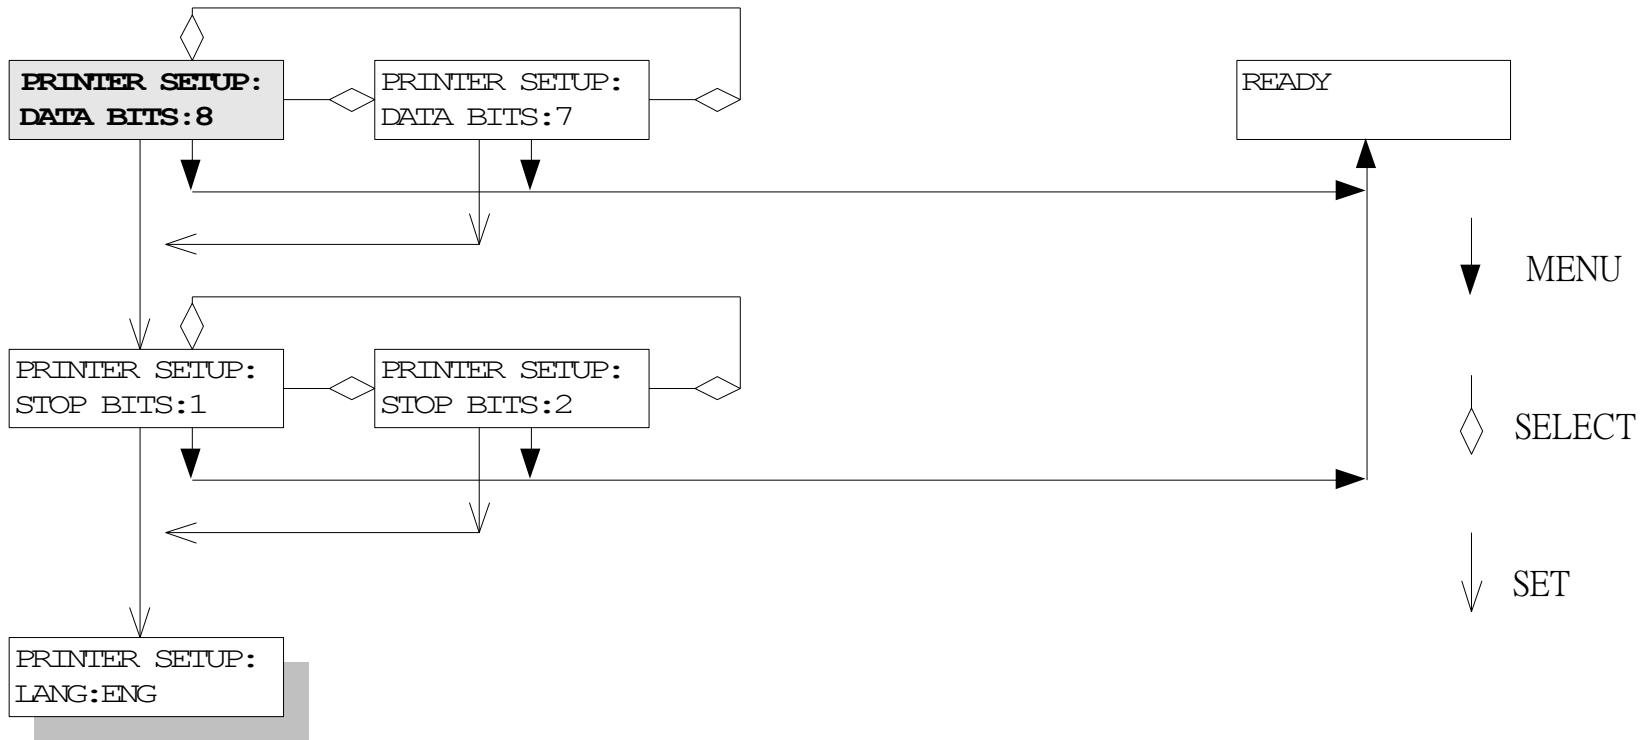 PRINTER SETUP:
DATA BITS:8
PRINTER SETUP:
DATA BITS:7
READY
MENU
PRINTER SETUP:
STOP BITS:1
PRINTER SETUP:
STOP BITS:2
SELECT
SET
PRINTER SETUP:
LANG:ENG